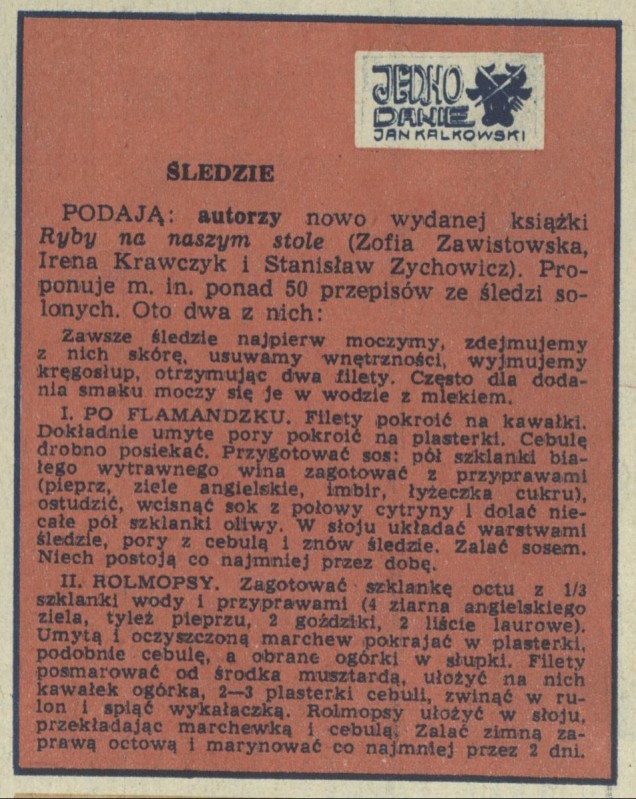 JEDNO
DANIE
JAN KALKOWSKI
ŚLEDZIE
PODAJĄ: autorzy nowo wydanej książki
Ryby na naszym stole (Zofia Zawistowska,
Irena Krawczyk i Stanisław Zychowicz). Pro-
ponuje m. in. ponad 50 przepisów ze śledzi so-
lonych. Oto dwa z nich:
Zawsze śledzie najpierw moczymy, zdejmujemy
z nich skórę, usuwamy wnętrzności, wyjmujemy
kręgosłup, otrzymując dwa filety. Często dla doda-
nia smaku moczy się je w wodzie z mlekiem.
I. PO FLAMANDZKU. Filety pokroić na kawałki.
Dokładnie umyte pory pokroić na plasterki. Cebulę
drobno posiekać. Przygotować sos: pół szklanki bia-
łego wytrawnego wina zagotować z przyprawami
(pieprz, ziele angielskie, imbir, łyżeczka cukru),
ostudzić, wcisnąć sok z połowy cytryny i dolać nie-
całe pół szklanki oliwy. W słoju układać warstwami
śledzie, pory z cebulą i znów śledzie. Zalać sosem.
Niech postoją co najmniej przez dobę.
II. ROLMOPSY. Zagotować szklankę octu z 1/3
szklanki wody i przyprawami (4 ziarna angielskiego
ziela, tyleż pieprzu, 2 goździki, 2 liście laurowe).
Umytą i oczyszczoną marchew pokrajać w plasterki,
podobnie cebulę, a obrane ogórki w słupki. Filety
posmarować od środka musztardą, ułożyć na nich
kawałek ogórka, 2—3 plasterki cebuli, zwinąć w ru-
lon i spiąć wykałaczką. Rolmopsy ułożyć w słoju,
przekładając marchewką i cebulą. Zalać zimną za-
prawą octową i marynować co najmniej przez 2 dni.